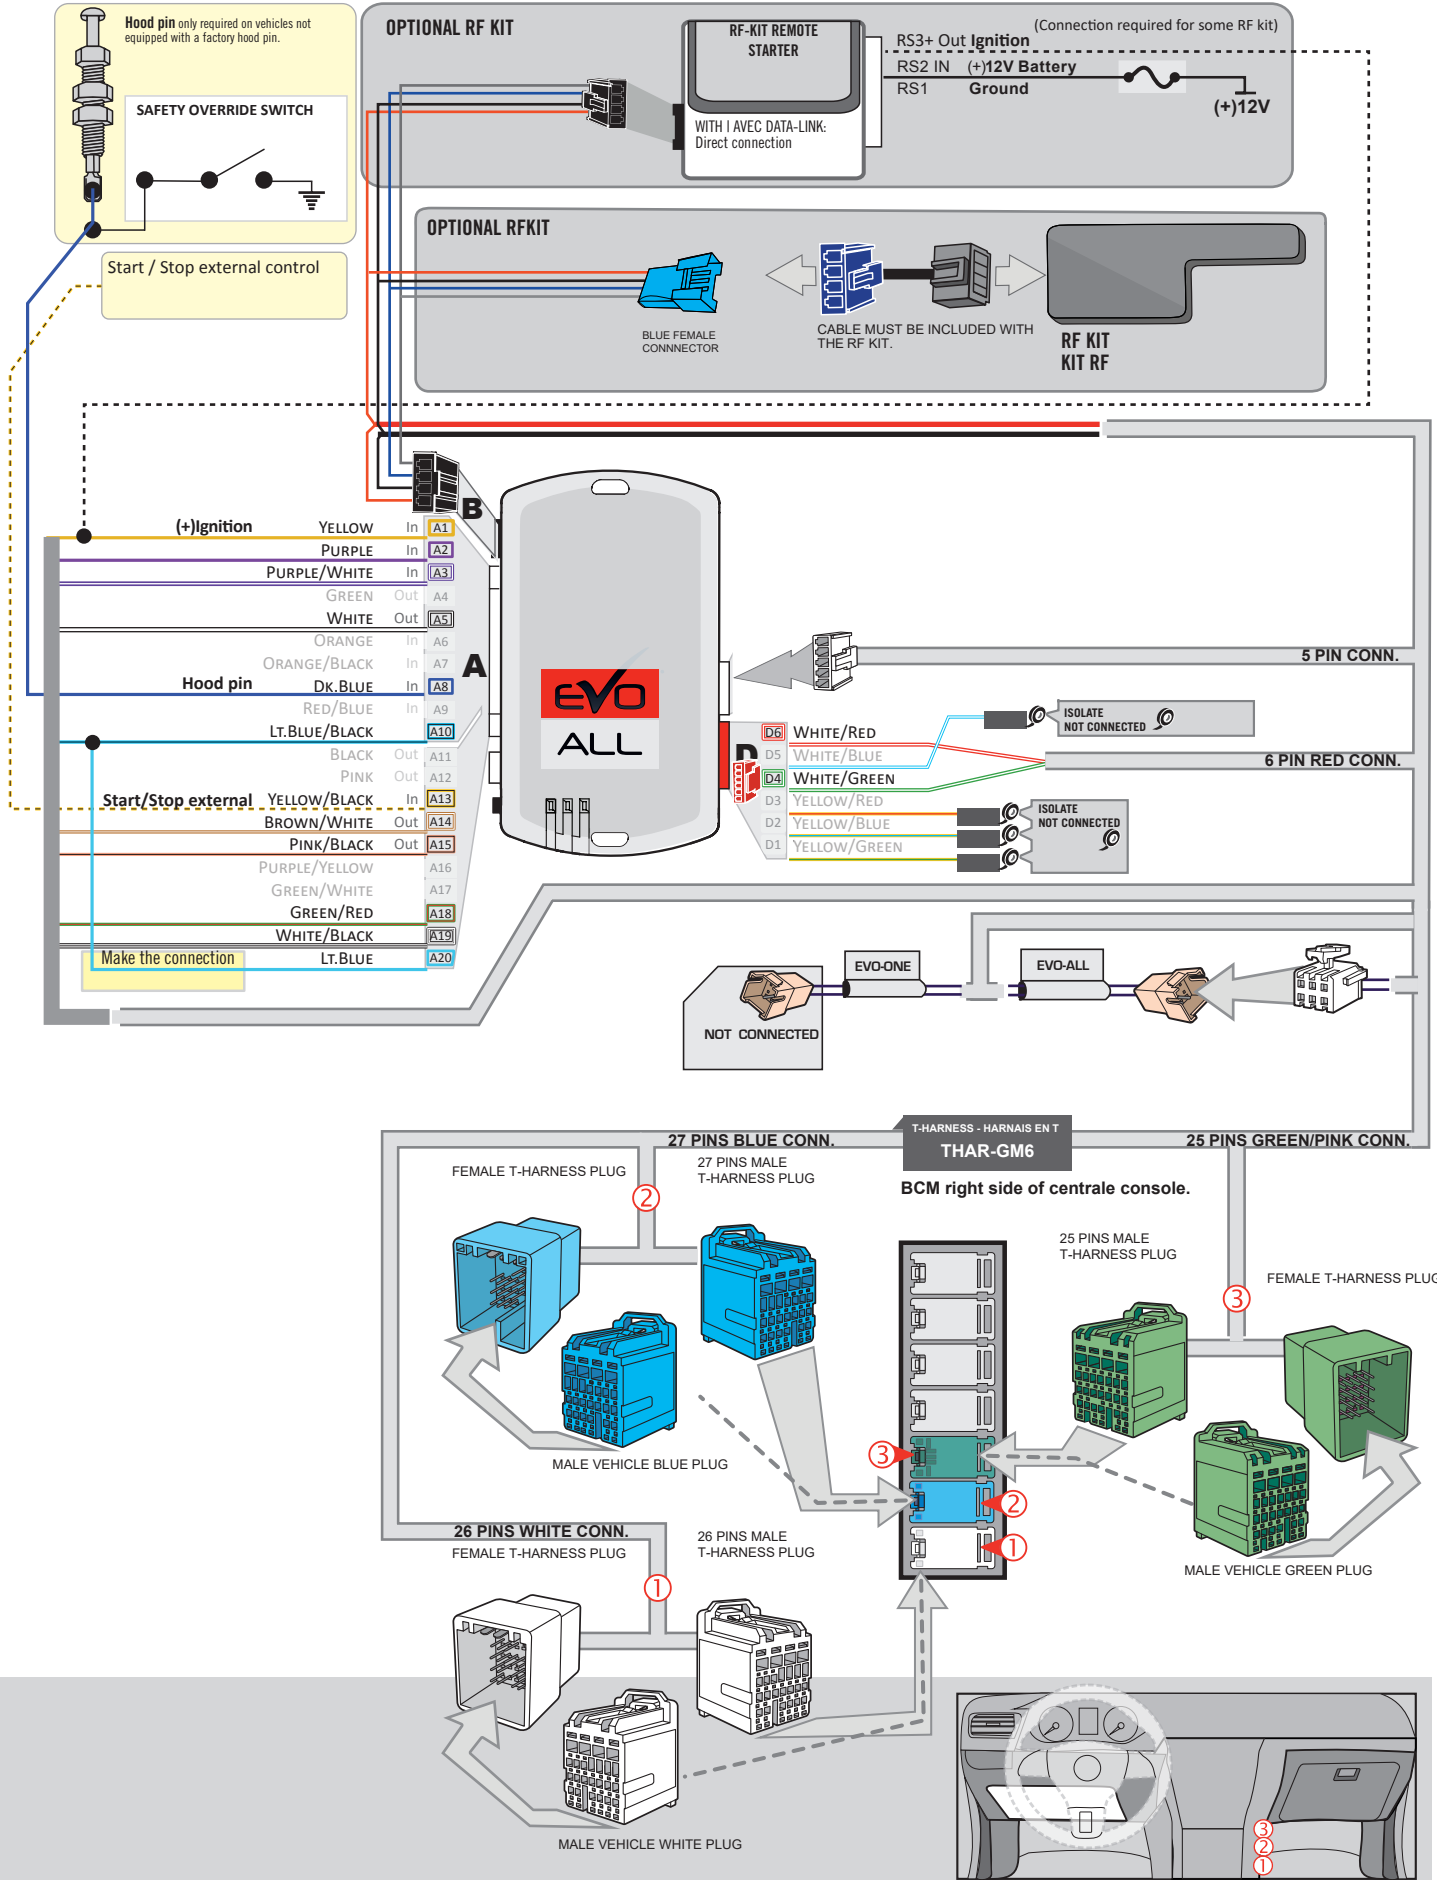 Hood pin only required on vehicles not
equipped with a factory hood pin.
SAFETY OVERRIDE SWITCH
Start / Stop external control
OPTIONAL RF KIT
RF-KIT REMOTE
STARTER
WITH | AVEC DATA-LINK:
Direct connection
(Connection required for some RF kit)
RS3+ Out Ignition
RS2 IN (+)12V Battery
RS1 Ground
(+)12V
OPTIONAL RFKIT
BLUE FEMALE
CONNNECTOR
CABLE MUST BE INCLUDED WITH
THE RF KIT.
RF KIT
KIT RF
B
(+)Ignition YELLOW In A1
PURPLE In A2
PURPLE/WHITE In A3
GREEN Out A4
WHITE Out A5
ORANGE In A6
ORANGE/BLACK In A7
A
Hood pin DK.BLUE In A8
RED/BLUE In A9
LT.BLUE/BLACK A10
BLACK Out A11
PINK Out A12
Start/Stop external YELLOW/BLACK In A13
BROWN/WHITE Out A14
PINK/BLACK Out A15
PURPLE/YELLOW A16
GREEN/WHITE A17
GREEN/RED A18
WHITE/BLACK A19
Make the connection LT.BLUE A20
EVO
ALL
5 PIN CONN.
ISOLATE
NOT CONNECTED
D
D6 WHITE/RED
D5 WHITE/BLUE
D4 WHITE/GREEN
D3 YELLOW/RED
D2 YELLOW/BLUE
D1 YELLOW/GREEN
6 PIN RED CONN.
ISOLATE
NOT CONNECTED
EVO-ONE
EVO-ALL
NOT CONNECTED
T-HARNESS - HARNAIS EN T
THAR-GM6
27 PINS BLUE CONN.
25 PINS GREEN/PINK CONN.
BCM right side of centrale console.
FEMALE T-HARNESS PLUG
27 PINS MALE
T-HARNESS PLUG
2
25 PINS MALE
T-HARNESS PLUG
FEMALE T-HARNESS PLUG
3
MALE VEHICLE BLUE PLUG
3
2
1
MALE VEHICLE GREEN PLUG
26 PINS WHITE CONN.
FEMALE T-HARNESS PLUG
26 PINS MALE
T-HARNESS PLUG
1
MALE VEHICLE WHITE PLUG
3
2
1